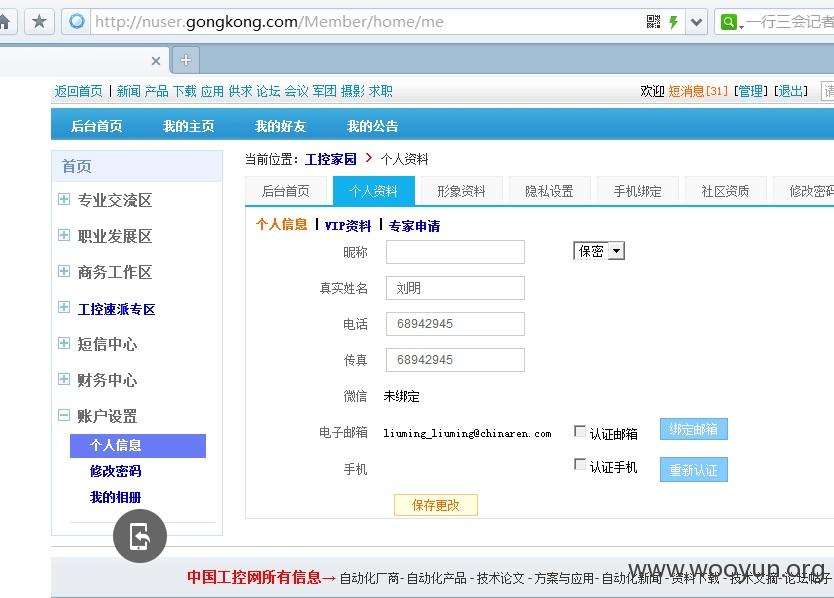 http://nuser.gongkong.com/Member/home/me
一行三会记者
返回首页 | 新闻 产品 下载 应用 供求 论坛 会议 军团 摄影 求职
欢迎 短消息[31] [管理] [退出]
后台首页 我的主页 我的好友 我的公告
首页
专业交流区
职业发展区
商务工作区
工控速派专区
短信中心
财务中心
账户设置
个人信息
修改密码
我的相册
当前位置: 工控家园 > 个人资料
后台首页 个人资料 形象资料 隐私设置 手机绑定 社区资质 修改密码
个人信息 | VIP资料 | 专家申请
昵称 保密
真实姓名 刘明
电话 68942945
传真 68942945
微信 未绑定
电子邮箱 liuming_liuming@chinaren.com 认证邮箱 绑定邮箱
手机 认证手机 重新认证
保存更改
中国工控网所有信息→ 自动化厂商- 自动化产品 - 技术论文 - 方案与应用- 自动化新闻 - 资料下载 - 技术文摘-论坛帖子
www.wooyun.org